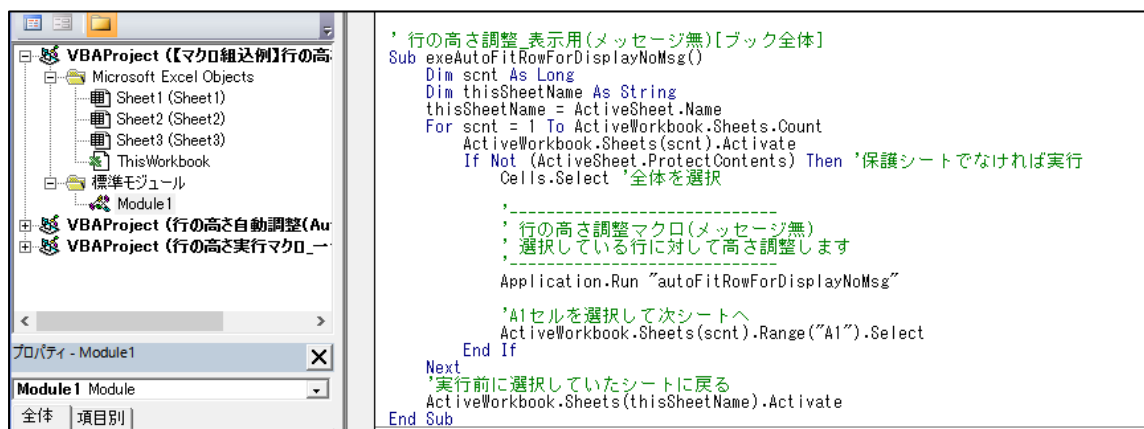 VBAProject (【マクロ組込例】行の高
Microsoft Excel Objects
Sheet1 (Sheet1)
Sheet2 (Sheet2)
Sheet3 (Sheet3)
ThisWorkbook
標準モジュール
Module1
VBAProject (行の高さ自動調整(Au
VBAProject (行の高さ実行マクロ_一
プロパティ - Module1
Module1 Module
全体
項目別
' 行の高さ調整_表示用(メッセージ無)[ブック全体]
Sub exeAutoFitRowForDisplayNoMsg()
Dim scnt As Long
Dim thisSheetName As String
thisSheetName = ActiveSheet.Name
For scnt = 1 To ActiveWorkbook.Sheets.Count
ActiveWorkbook.Sheets(scnt).Activate
If Not (ActiveSheet.ProtectContents) Then '保護シートでなければ実行
Cells.Select '全体を選択
'-----------------------------
' 行の高さ調整マクロ(メッセージ無)
' 選択している行に対して高さ調整します
'-----------------------------
Application.Run "autoFitRowForDisplayNoMsg"
'A1セルを選択して次シートへ
ActiveWorkbook.Sheets(scnt).Range("A1").Select
End If
Next
'実行前に選択していたシートに戻る
ActiveWorkbook.Sheets(thisSheetName).Activate
End Sub